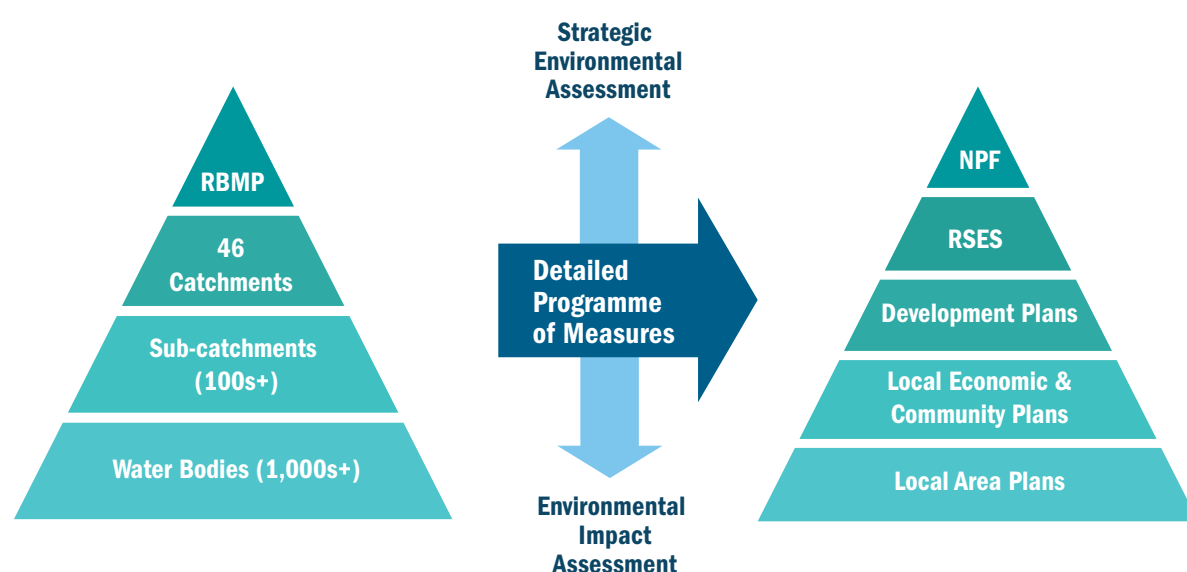 RBMP
46
Catchments
Sub-catchments
(100s+)
Water Bodies (1,000s+)
Strategic
Environmental
Assessment
Detailed
Programme
of Measures
Environmental
Impact
Assessment
NPF
RSES
Development Plans
Local Economic &
Community Plans
Local Area Plans